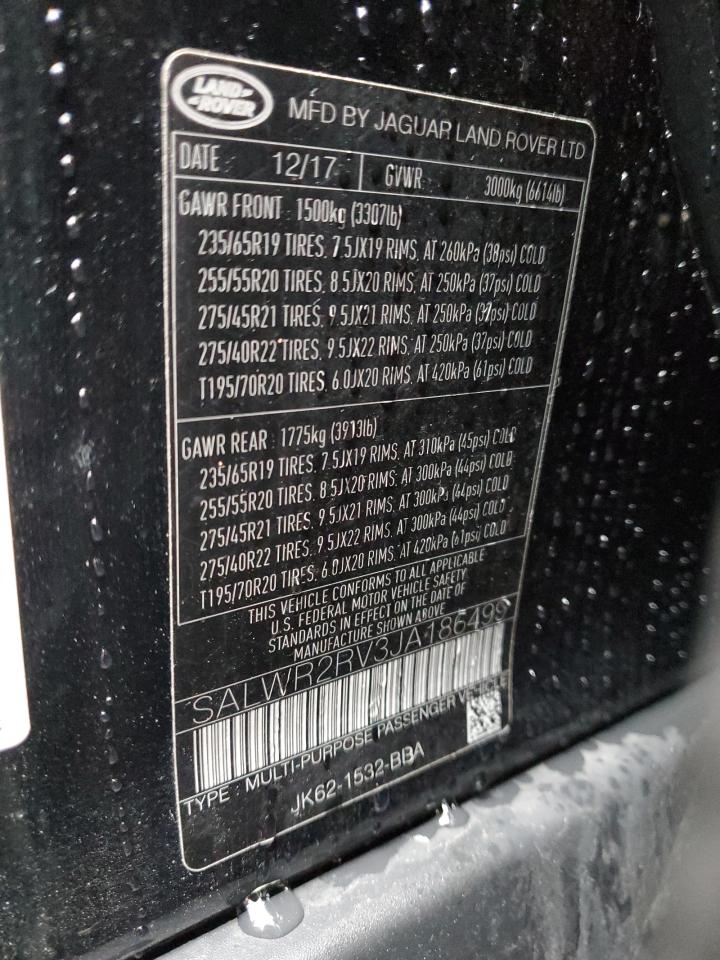 LAND-
-ROVER
MFD BY JAGUAR LAND ROVER LTD
DATE : 12/17 GVWR : 3000kg (6614lb)
GAWR FRONT : 1500kg (3307lb)
235/65R19 TIRES, 7.5JX19 RIMS, AT 260kPa (38psi) COLD
255/55R20 TIRES, 8.5JX20 RIMS, AT 250kPa (37psi) COLD
275/45R21 TIRES, 9.5JX21 RIMS, AT 250kPa (37psi) COLD
275/40R22 TIRES, 9.5JX22 RIMS, AT 250kPa (37psi) COLD
T195/70R20 TIRES, 6.0JX20 RIMS, AT 420kPa (61psi) COLD
GAWR REAR : 1775kg (3913lb)
235/65R19 TIRES, 7.5JX19 RIMS, AT 310kPa (45psi) COLD
255/55R20 TIRES, 8.5JX20 RIMS, AT 300kPa (44psi) COLD
275/45R21 TIRES, 9.5JX21 RIMS, AT 300kPa (44psi) COLD
275/40R22 TIRES, 9.5JX22 RIMS, AT 300kPa (44psi) COLD
T195/70R20 TIRES, 6.0JX20 RIMS, AT 420kPa (61psi) COLD
THIS VEHICLE CONFORMS TO ALL APPLICABLE
U.S. FEDERAL MOTOR VEHICLE SAFETY
STANDARDS IN EFFECT ON THE DATE OF
MANUFACTURE SHOWN ABOVE
SALWR2RV3JA186499
TYPE : MULTI-PURPOSE PASSENGER VEHICLE
JK62-1532-BBA